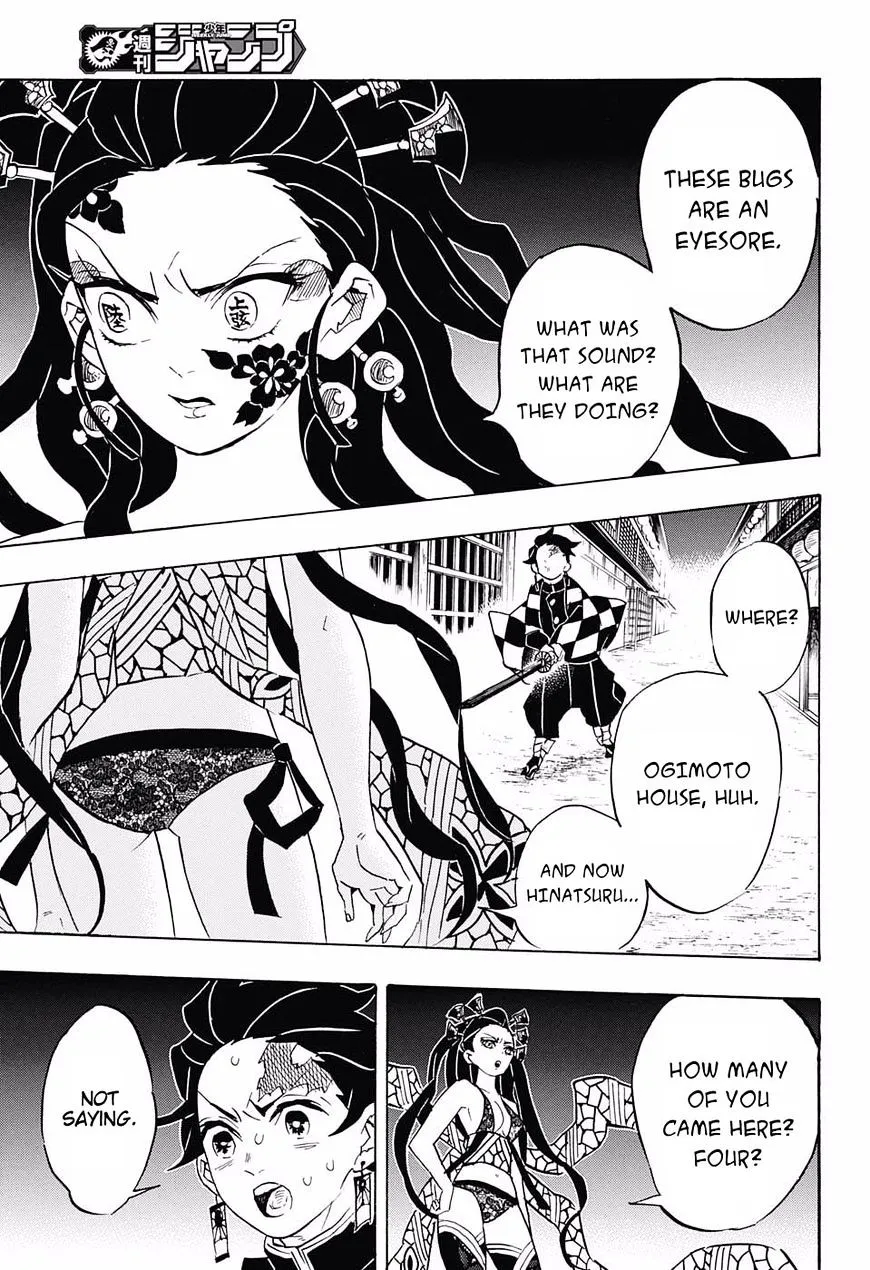 週刊
少年
ジャンプ
THESE BUGS
ARE AN
EYESORE.
WHAT WAS
THAT SOUND?
WHAT ARE
THEY DOING?
上弦
陸
WHERE?
OGIMOTO
HOUSE, HUH.
AND NOW
HINATSURU...
HOW MANY
OF YOU
CAME HERE?
FOUR?
NOT
SAYING.